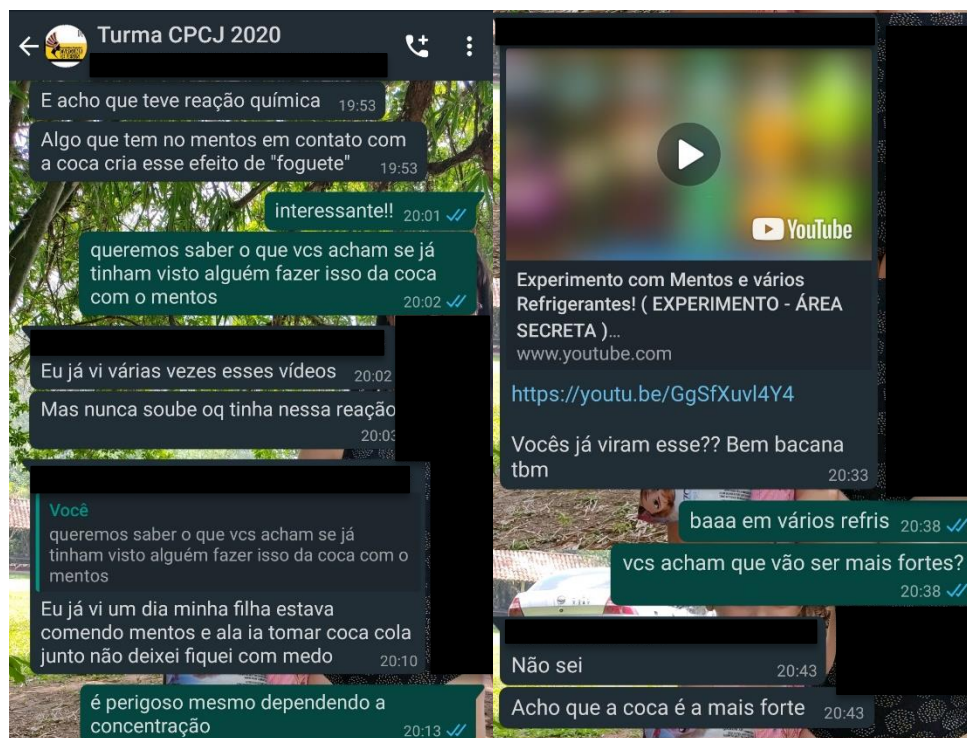 Turma CPCJ 2020
E acho que teve reação química 19:53
Algo que tem no mentos em contato com
a coca cria esse efeito de "foguete" 19:53
interessante!! 20:01
queremos saber o que vcs acham se já
tinham visto alguém fazer isso da coca
com o mentos 20:02
Eu já vi várias vezes esses vídeos 20:02
Mas nunca soube oq tinha nessa reação
20:03
Você
queremos saber o que vcs acham se já
tinham visto alguém fazer isso da coca com o
mentos
Eu já vi um dia minha filha estava
comendo mentos e ala ia tomar coca cola
junto não deixei fiquei com medo 20:10
é perigoso mesmo dependendo a
concentração 20:13
YouTube
Experimento com Mentos e vários
Refrigerantes! ( EXPERIMENTO - ÁREA
SECRETA )...
www.youtube.com
https://youtu.be/GgSfXuvl4Y4
Vocês já viram esse?? Bem bacana
tbm 20:33
baaa em vários refris 20:38
vcs acham que vão ser mais fortes?
20:38
Não sei 20:43
Acho que a coca é a mais forte 20:43